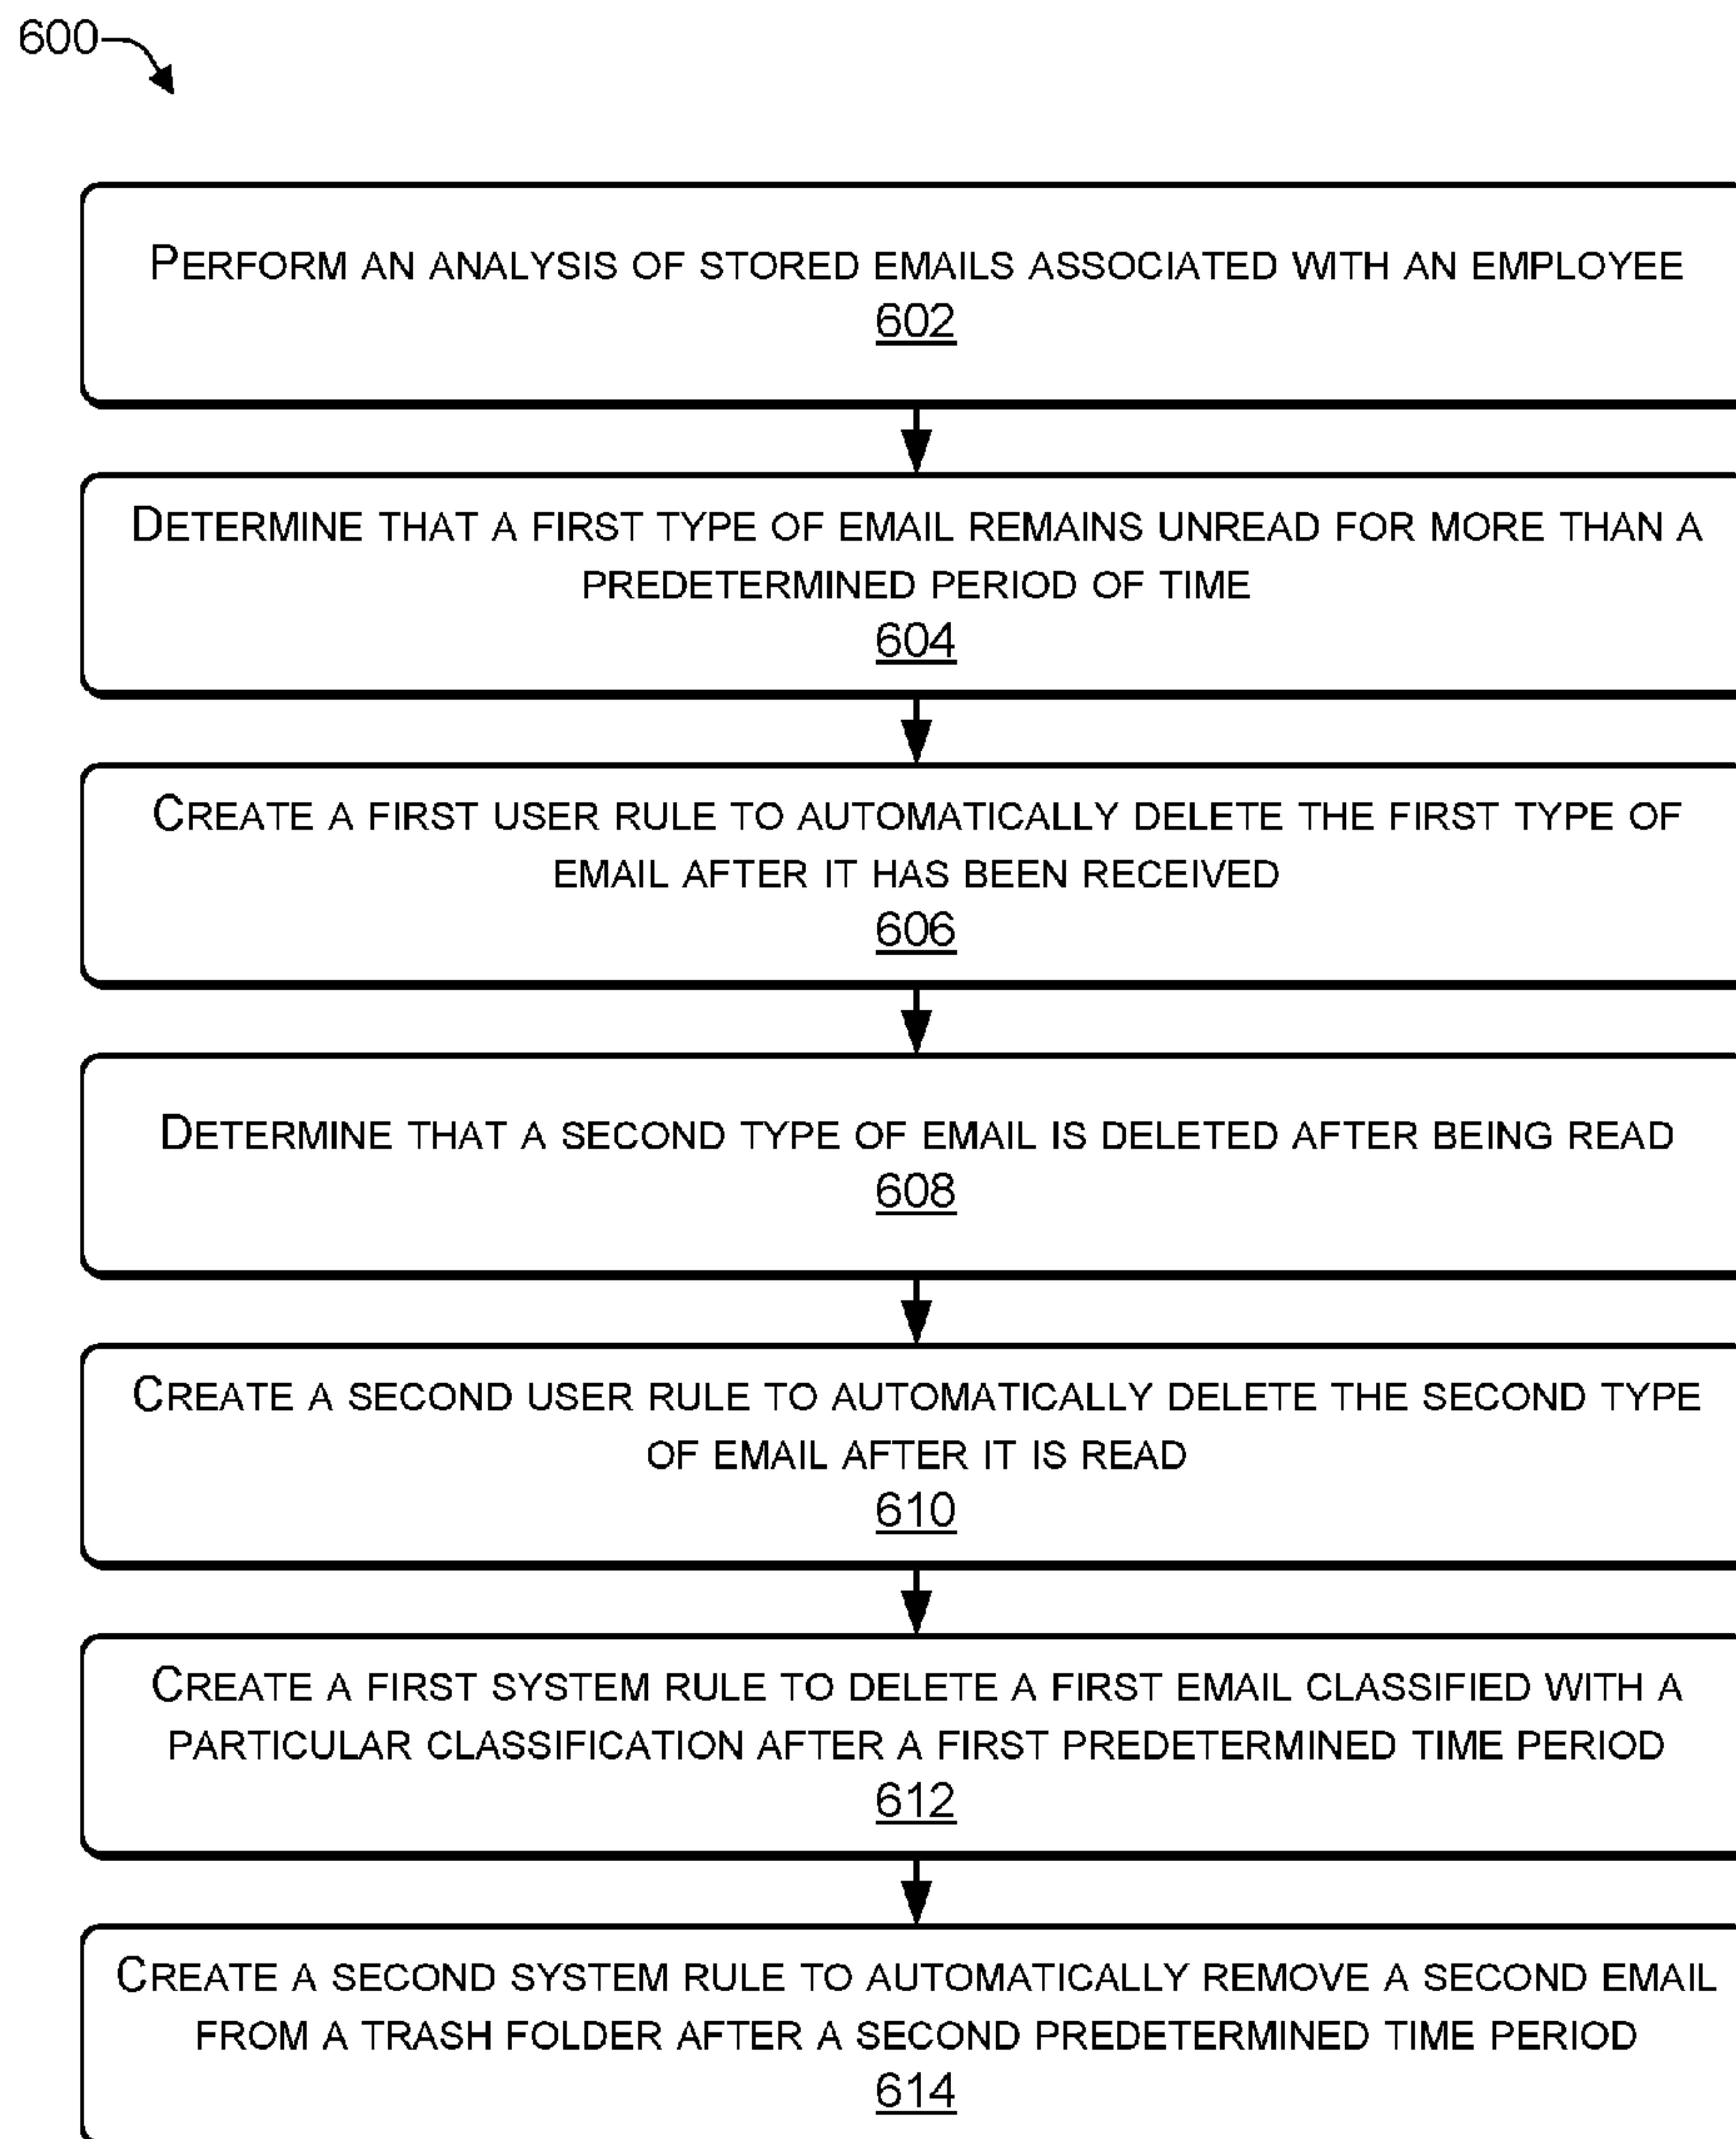 600
PERFORM AN ANALYSIS OF STORED EMAILS ASSOCIATED WITH AN EMPLOYEE
602
DETERMINE THAT A FIRST TYPE OF EMAIL REMAINS UNREAD FOR MORE THAN A
PREDETERMINED PERIOD OF TIME
604
CREATE A FIRST USER RULE TO AUTOMATICALLY DELETE THE FIRST TYPE OF
EMAIL AFTER IT HAS BEEN RECEIVED
606
DETERMINE THAT A SECOND TYPE OF EMAIL IS DELETED AFTER BEING READ
608
CREATE A SECOND USER RULE TO AUTOMATICALLY DELETE THE SECOND TYPE
OF EMAIL AFTER IT IS READ
610
CREATE A FIRST SYSTEM RULE TO DELETE A FIRST EMAIL CLASSIFIED WITH A
PARTICULAR CLASSIFICATION AFTER A FIRST PREDETERMINED TIME PERIOD
612
CREATE A SECOND SYSTEM RULE TO AUTOMATICALLY REMOVE A SECOND EMAIL
FROM A TRASH FOLDER AFTER A SECOND PREDETERMINED TIME PERIOD
614